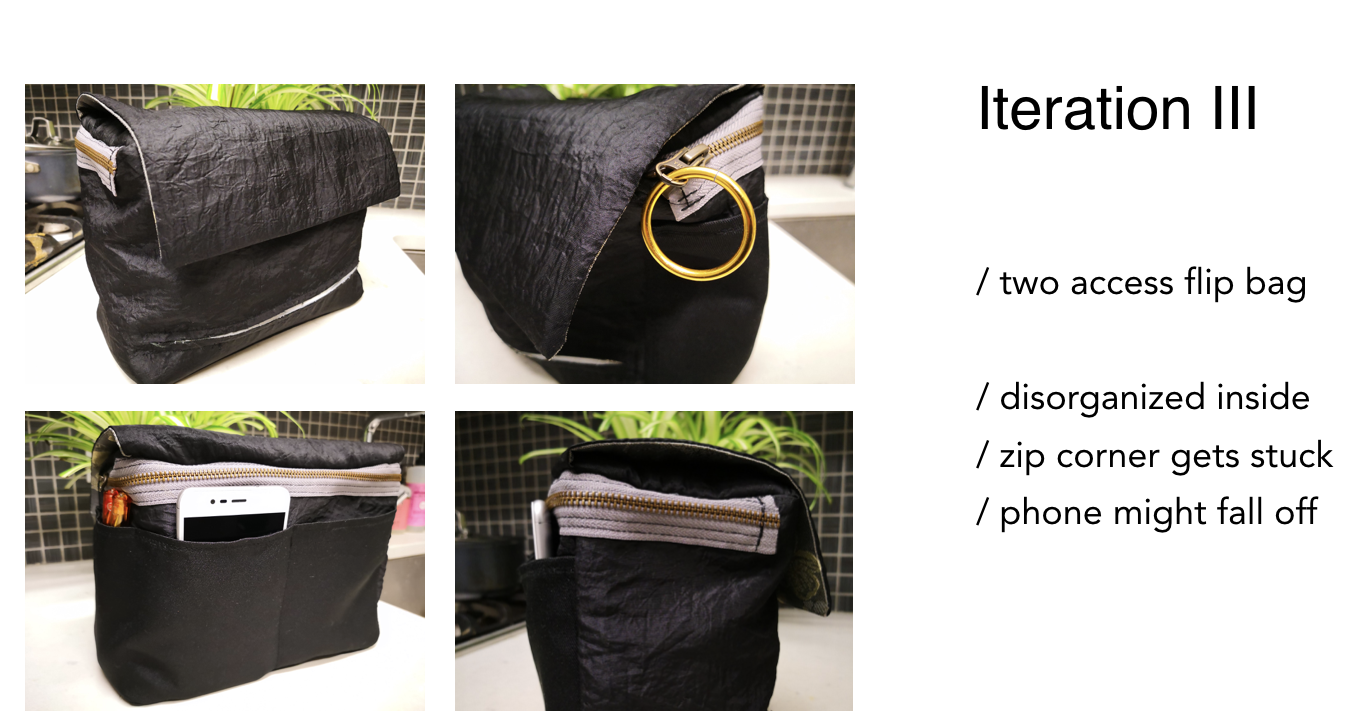 Iteration III
/ two access flip bag
/ disorganized inside
/ zip corner gets stuck
/ phone might fall off